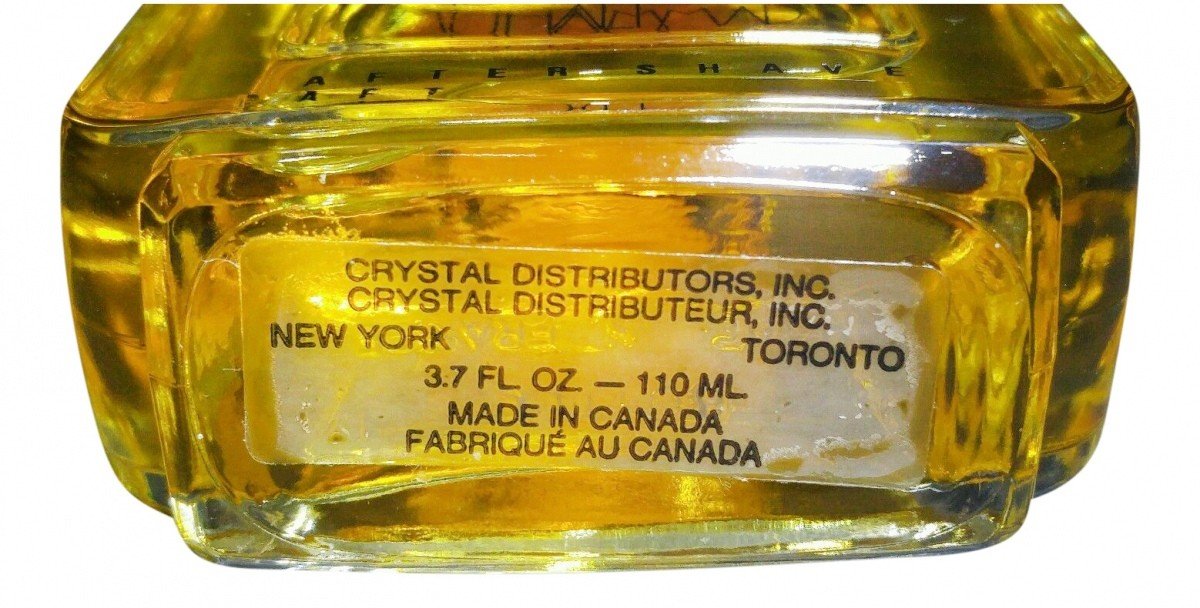 AFTER SHAVE
CRYSTAL DISTRIBUTORS, INC.
CRYSTAL DISTRIBUTEUR, INC.
NEW YORK TORONTO
3.7 FL. OZ. — 110 ML.
MADE IN CANADA
FABRIQUÉ AU CANADA